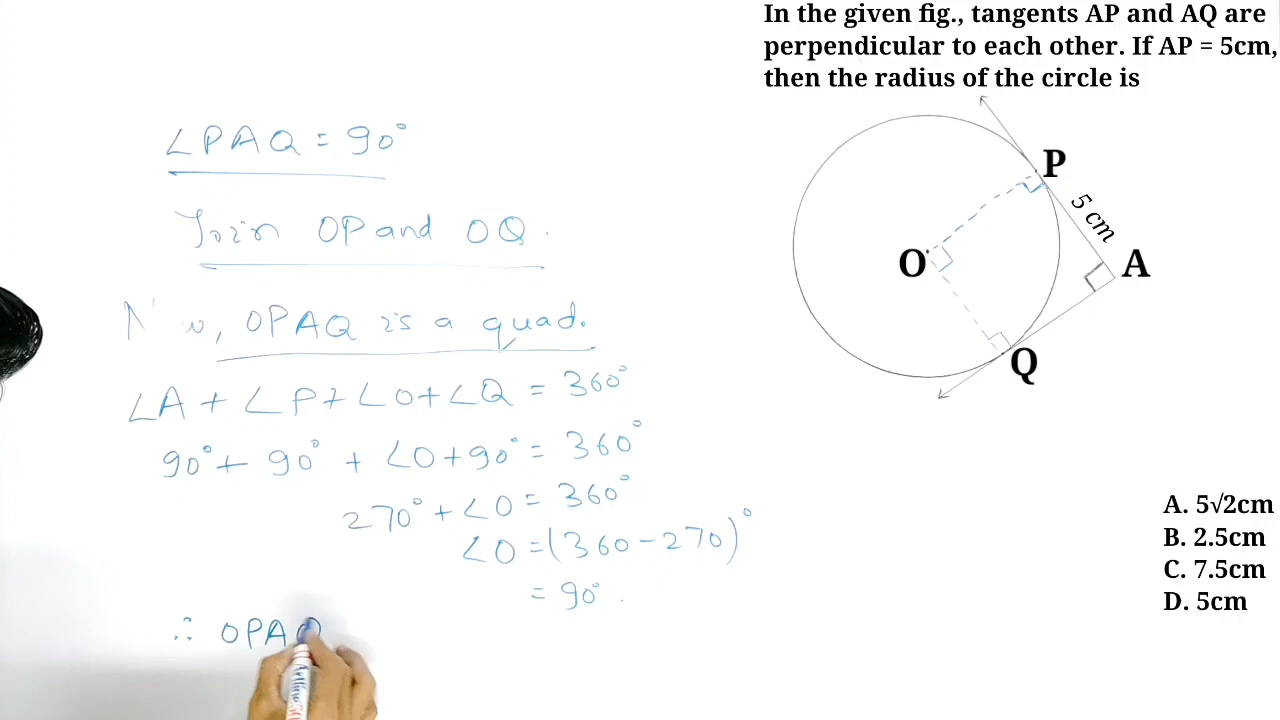 In the given fig., tangents AP and AQ are
perpendicular to each other. If AP = 5cm,
then the radius of the circle is
∠PAQ = 90°
Join OP and OQ.
, OPAQ is a quad.
∠A + ∠P + ∠O + ∠Q = 360°
90° + 90° + ∠O + 90° = 360°
270° + ∠O = 360°
∠O = (360 - 270)°
= 90°.
∴ OPAQ
P
5 cm
O
A
Q
A. 5√2cm
B. 2.5cm
C. 7.5cm
D. 5cm